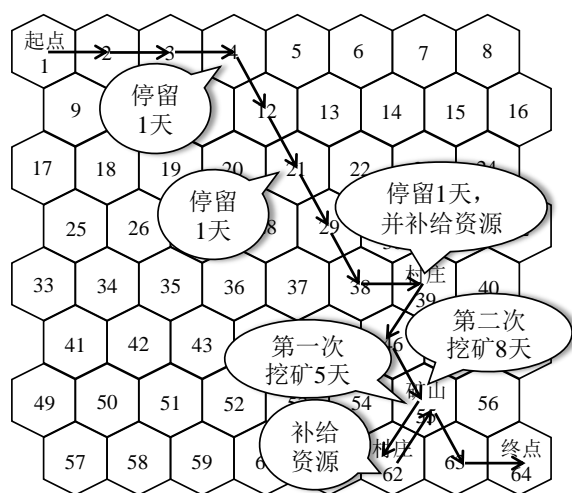 起点
1 2 3 4 5 6 7 8
停留
1天
9 12 13 14 15 16
17 18 19 20 21 22
停留
1天
停留1天,
并补给资源
25 26 29
村庄
33 34 35 36 37 38 39 40
41 42 43
第一次
挖矿5天
第二次
挖矿8天
矿山
49 50 51 52 54 55 56
补给
资源
村庄
终点
57 58 59 62 63 64